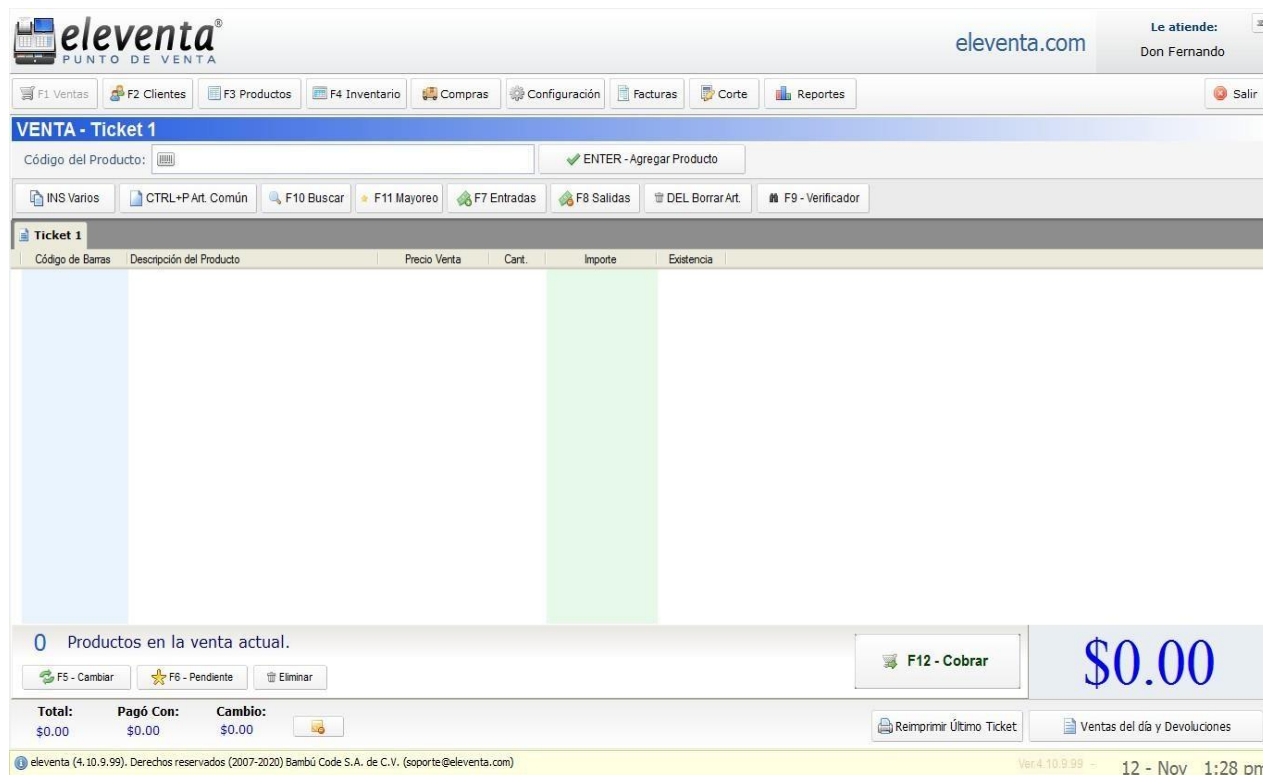 eleventa®
PUNTO DE VENTA
eleventa.com
Le atiende:
Don Fernando
F1 Ventas F2 Clientes F3 Productos F4 Inventario Compras Configuración Facturas Corte Reportes Salir
VENTA - Ticket 1
Código del Producto: ENTER - Agregar Producto
INS Varios CTRL+P Art. Común F10 Buscar F11 Mayoreo F7 Entradas F8 Salidas DEL Borrar Art. F9 - Verificador
Ticket 1
Código de Barras Descripción del Producto Precio Venta Cant. Importe Existencia
0 Productos en la venta actual.
F5 - Cambiar F6 - Pendiente Eliminar
F12 - Cobrar
$0.00
Total: Pagó Con: Cambio:
$0.00 $0.00 $0.00
Reimprimir Último Ticket Ventas del día y Devoluciones
eleventa (4.10.9.99). Derechos reservados (2007-2020) Bambú Code S.A. de C.V. (soporte@eleventa.com) Ver4.10.9.99 - 12 - Nov 1:28 pm